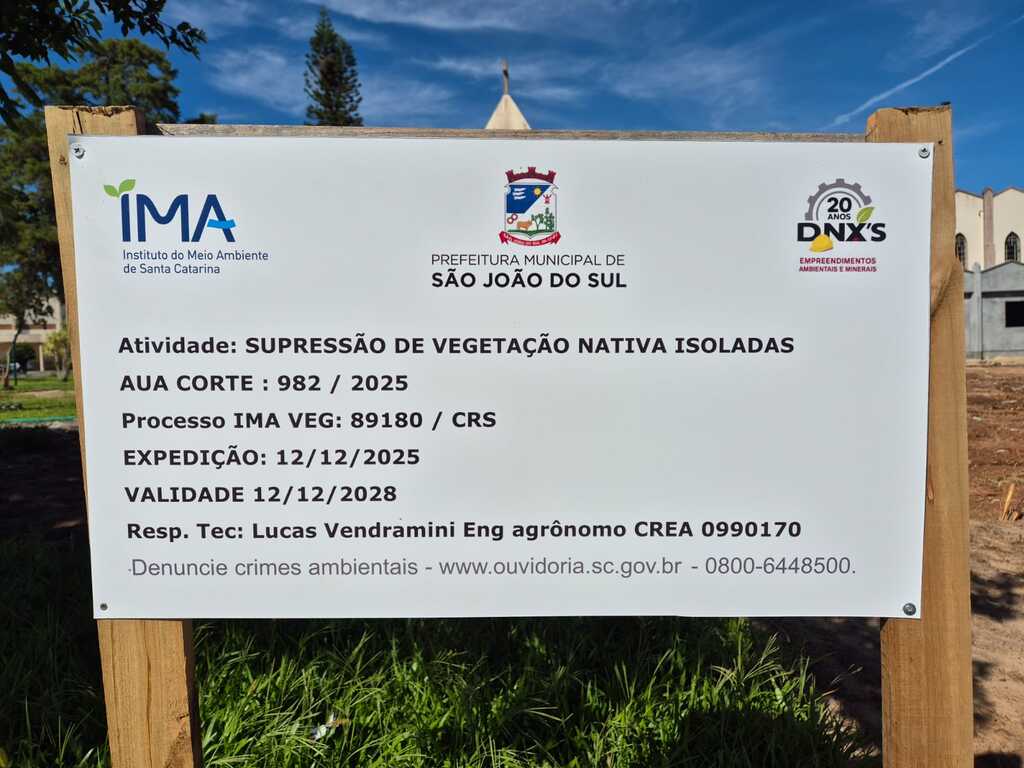 IMA
Instituto do Meio Ambiente
de Santa Catarina
PREFEITURA MUNICIPAL DE
SÃO JOÃO DO SUL
20
ANOS
DNX'S
EMPREENDIMENTOS
AMBIENTAIS E MINERAIS
Atividade: SUPRESSÃO DE VEGETAÇÃO NATIVA ISOLADAS
AUA CORTE : 982 / 2025
Processo IMA VEG: 89180 / CRS
EXPEDIÇÃO: 12/12/2025
VALIDADE 12/12/2028
Resp. Tec: Lucas Vendramini Eng agrônomo CREA 0990170
Denuncie crimes ambientais - www.ouvidoria.sc.gov.br - 0800-6448500.